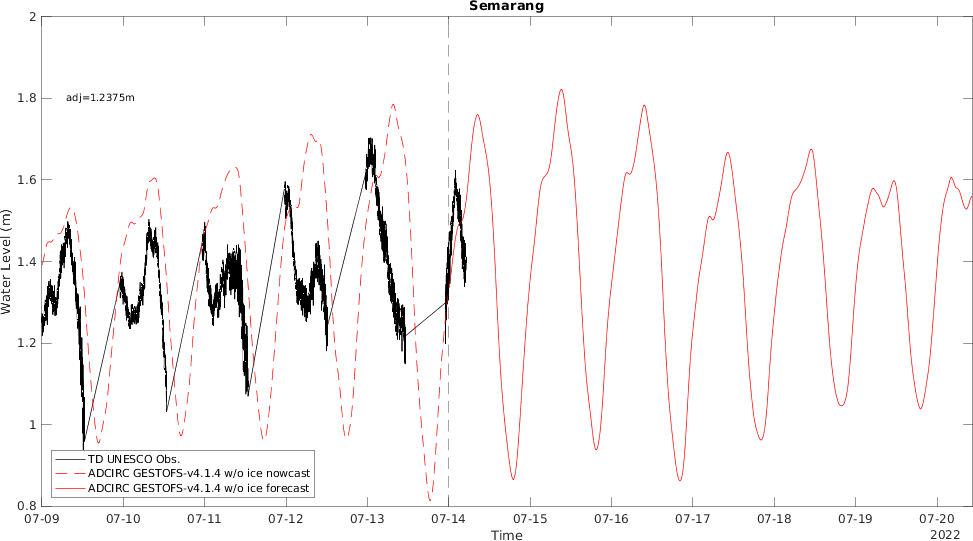 Semarang
2
1.8
1.6
1.4
1.2
1
0.8
Water Level (m)
adj=1.2375m
TD UNESCO Obs.
ADCIRC GESTOFS-v4.1.4 w/o ice nowcast
ADCIRC GESTOFS-v4.1.4 w/o ice forecast
07-09 07-10 07-11 07-12 07-13 07-14 07-15 07-16 07-17 07-18 07-19 07-20
Time
2022